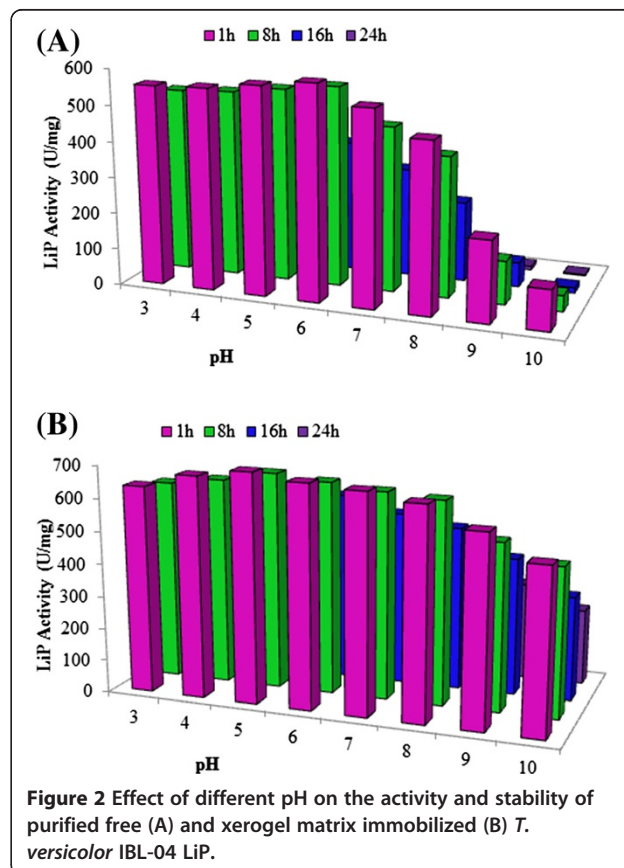 (A)
1h 8h 16h 24h
600
500
400
300
200
100
0
LiP Activity (U/mg)
3 4 5 6 7 8 9 10
pH
(B)
1h 8h 16h 24h
700
600
500
400
300
200
100
0
LiP Activity (U/mg)
3 4 5 6 7 8 9 10
pH
Figure 2 Effect of different pH on the activity and stability of
purified free (A) and xerogel matrix immobilized (B) T.
versicolor IBL-04 LiP.